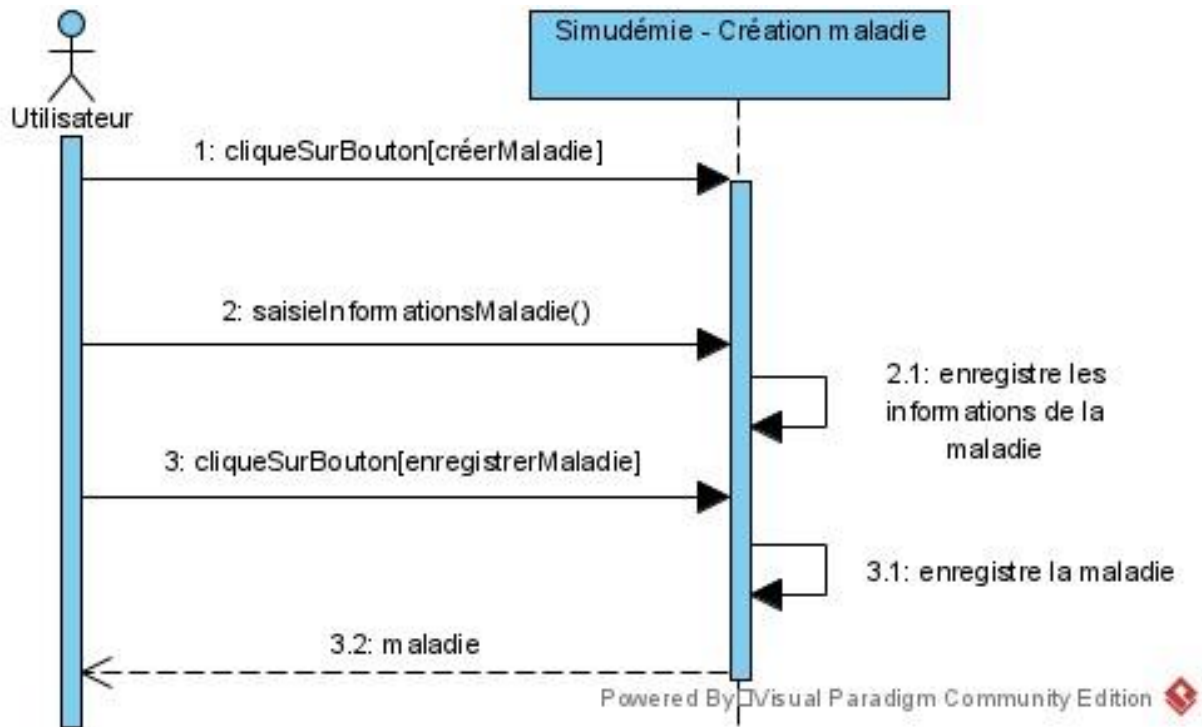 Simudémie - Création maladie
Utilisateur
1: cliqueSurBouton[créerMaladie]
2: saisieInformationsMaladie()
2.1: enregistre les
informations de la
maladie
3: cliqueSurBouton[enregistrerMaladie]
3.1: enregistre la maladie
3.2: maladie
Powered By Visual Paradigm Community Edition